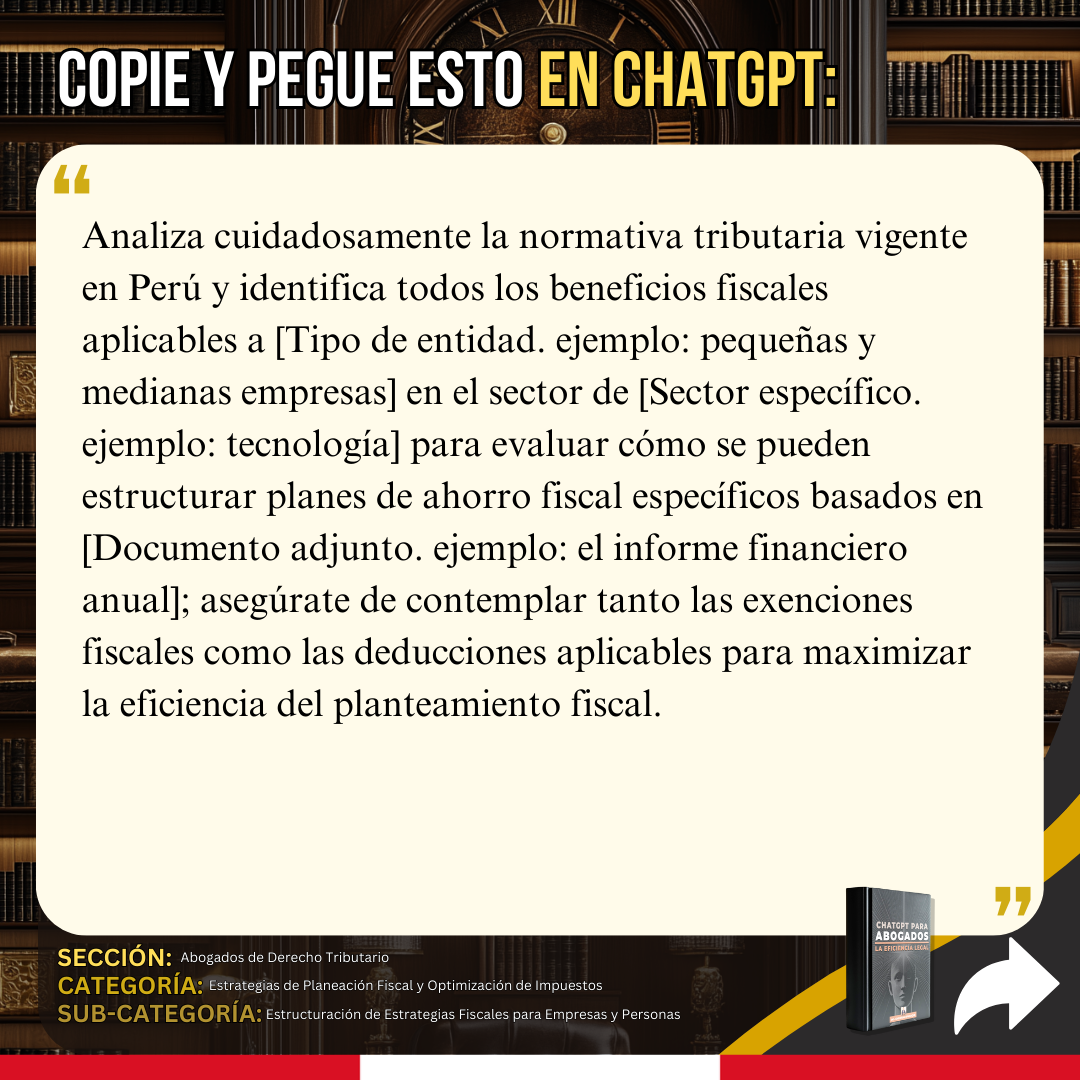 COPIE Y PEGUE ESTO EN CHATGPT:
“
Analiza cuidadosamente la normativa tributaria vigente
en Perú y identifica todos los beneficios fiscales
aplicables a [Tipo de entidad. ejemplo: pequeñas y
medianas empresas] en el sector de [Sector específico.
ejemplo: tecnología] para evaluar cómo se pueden
estructurar planes de ahorro fiscal específicos basados en
[Documento adjunto. ejemplo: el informe financiero
anual]; asegúrate de contemplar tanto las exenciones
fiscales como las deducciones aplicables para maximizar
la eficiencia del planteamiento fiscal.
”
CHATGPT PARA
ABOGADOS
LA EFICIENCIA LEGAL
SECCIÓN: Abogados de Derecho Tributario
CATEGORÍA: Estrategias de Planeación Fiscal y Optimización de Impuestos
SUB-CATEGORÍA: Estructuración de Estrategias Fiscales para Empresas y Personas